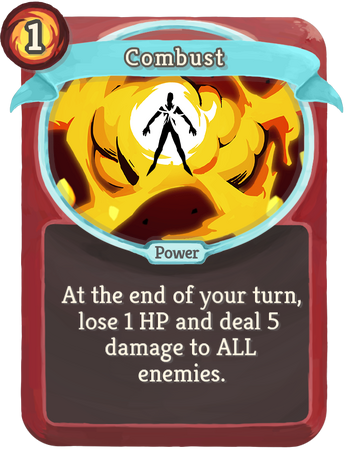 1
Combust
Power
At the end of your turn,
lose 1 HP and deal 5
damage to ALL
enemies.